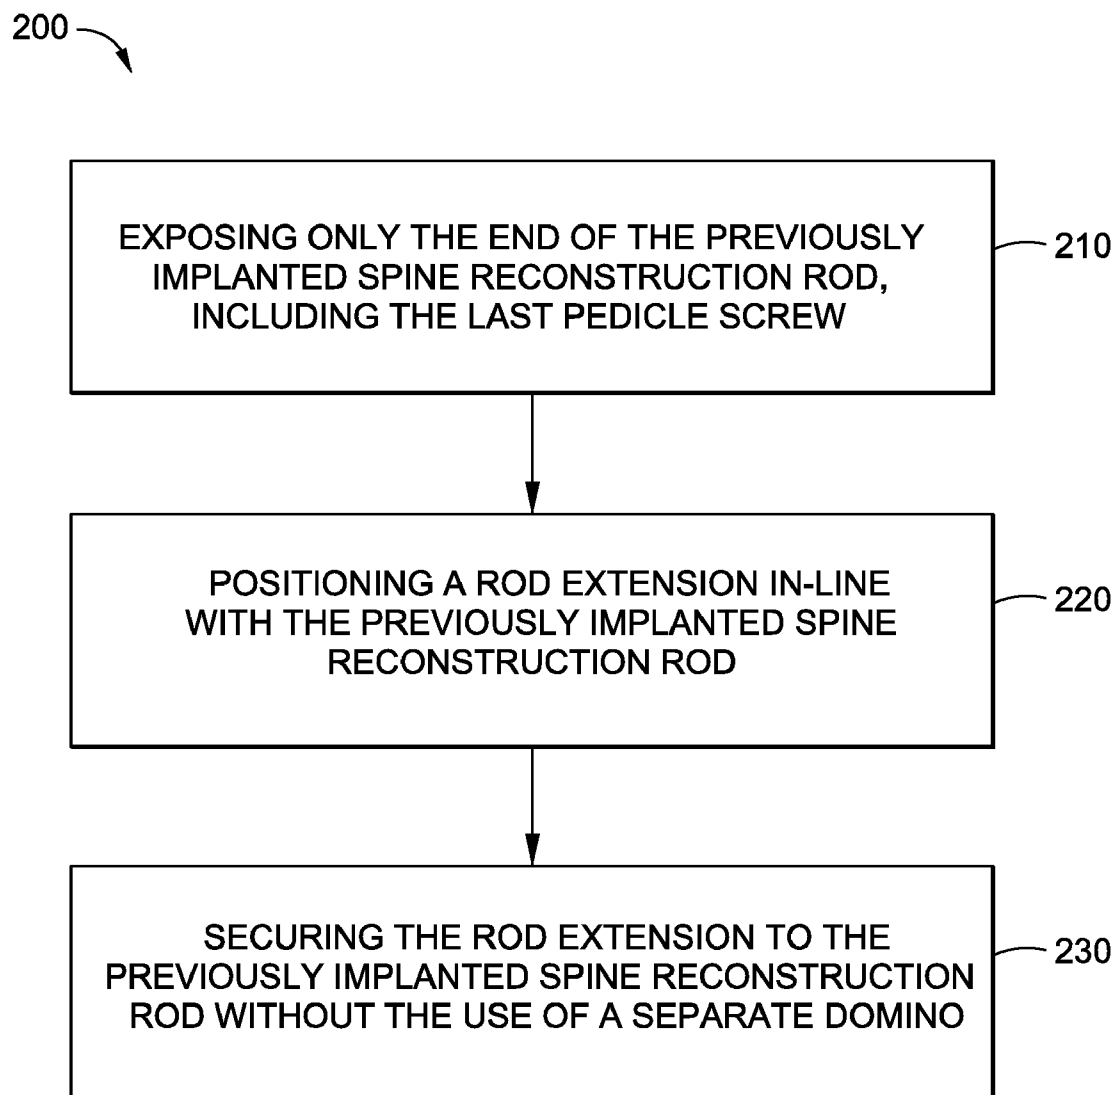 200
EXPOSING ONLY THE END OF THE PREVIOUSLY
IMPLANTED SPINE RECONSTRUCTION ROD,
INCLUDING THE LAST PEDICLE SCREW
210
POSITIONING A ROD EXTENSION IN-LINE
WITH THE PREVIOUSLY IMPLANTED SPINE
RECONSTRUCTION ROD
220
SECURING THE ROD EXTENSION TO THE
PREVIOUSLY IMPLANTED SPINE RECONSTRUCTION
ROD WITHOUT THE USE OF A SEPARATE DOMINO
230